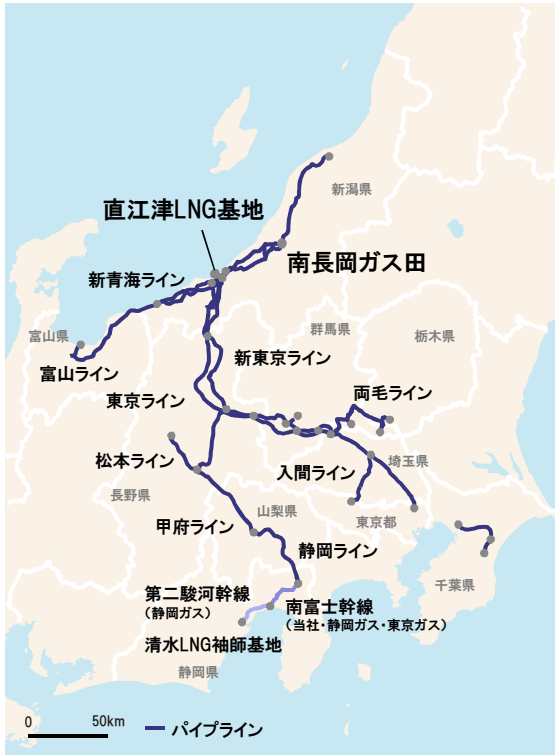 新潟県
直江津LNG基地
南長岡ガス田
新青海ライン
富山県
群馬県
栃木県
富山ライン
新東京ライン
東京ライン
両毛ライン
松本ライン
入間ライン
埼玉県
長野県
山梨県
東京都
甲府ライン
静岡ライン
千葉県
第二駿河幹線
(静岡ガス)
南富士幹線
(当社・静岡ガス・東京ガス)
清水LNG袖師基地
静岡県
0 50km
パイプライン